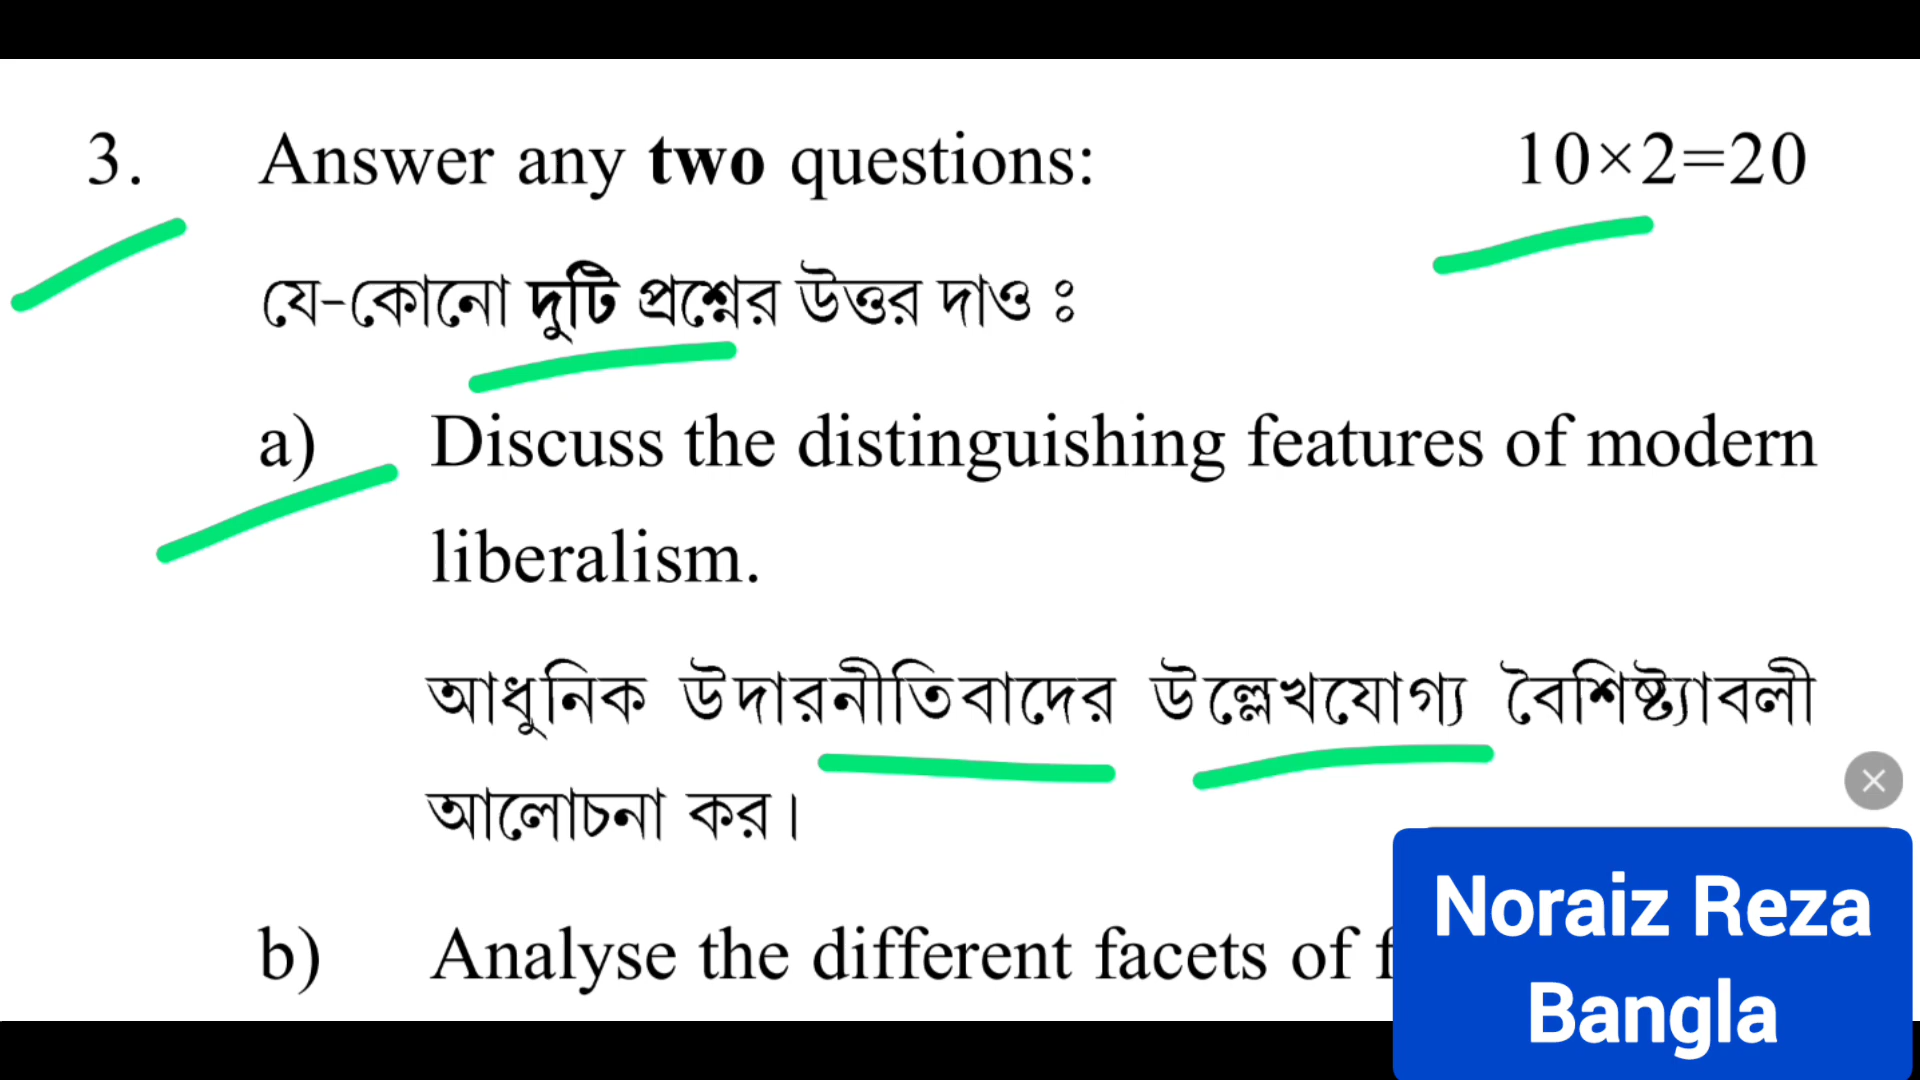 3. Answer any two questions: 10×2=20
যে-কোনো দুটি প্রশ্নের উত্তর দাও ঃ
a) Discuss the distinguishing features of modern
liberalism.
আধুনিক উদারনীতিবাদের উল্লেখযোগ্য বৈশিষ্ট্যাবলী
আলোচনা কর।
b) Analyse the different facets of
Noraiz Reza
Bangla